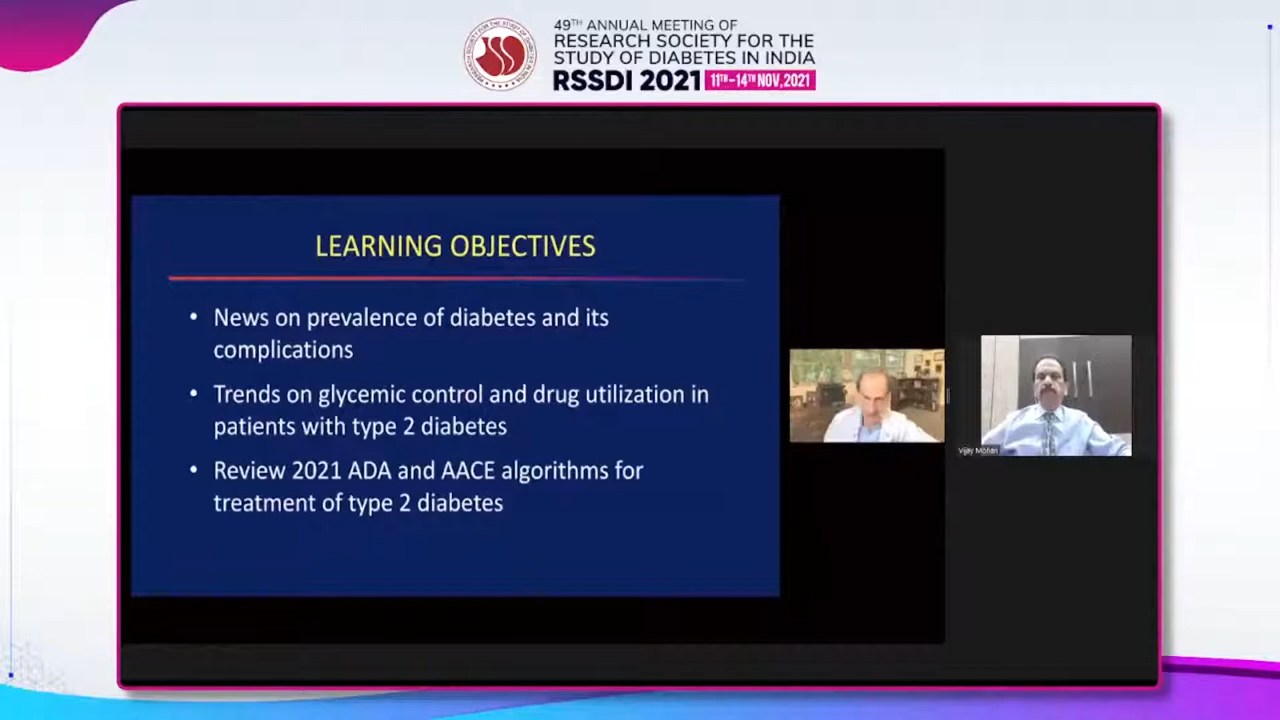 49TH ANNUAL MEETING OF
RESEARCH SOCIETY FOR THE
STUDY OF DIABETES IN INDIA
RSSDI 2021 11TH-14TH NOV,2021
LEARNING OBJECTIVES
• News on prevalence of diabetes and its
complications
• Trends on glycemic control and drug utilization in
patients with type 2 diabetes
• Review 2021 ADA and AACE algorithms for
treatment of type 2 diabetes
Vijay Mohan